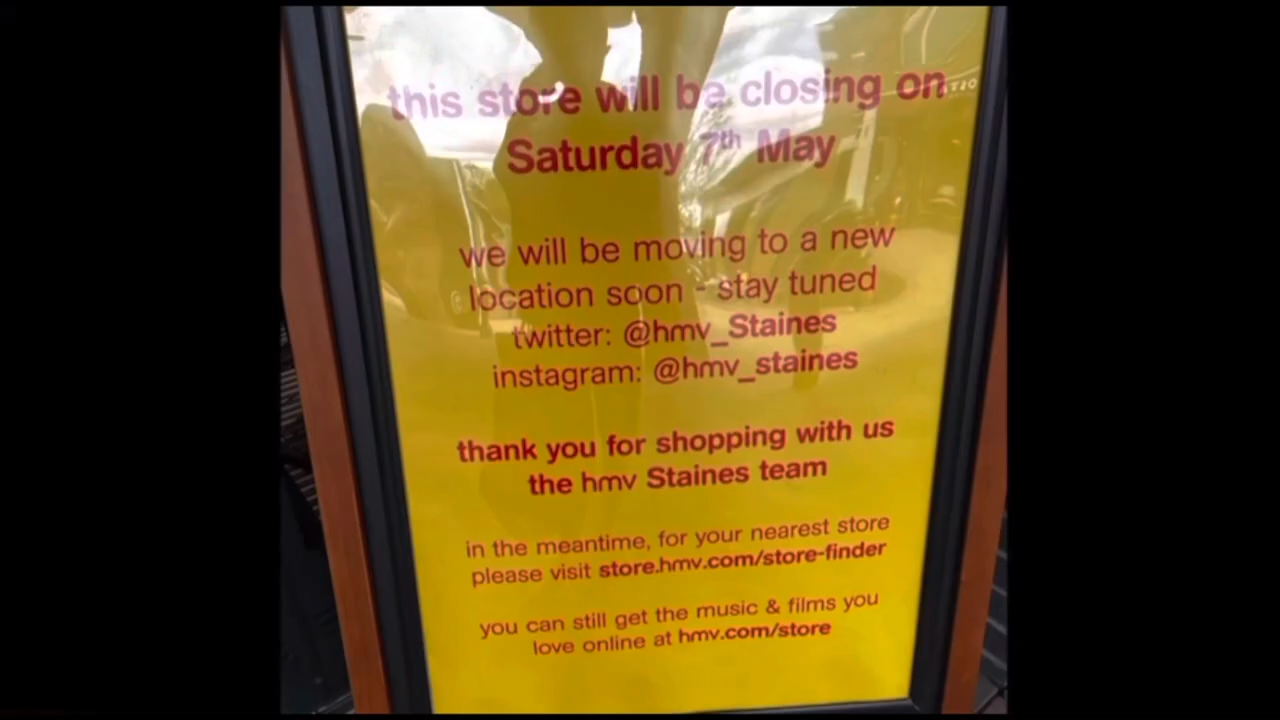 this store will be closing on
Saturday 7th May
we will be moving to a new
location soon - stay tuned
twitter: @hmv_Staines
instagram: @hmv_staines
thank you for shopping with us
the hmv Staines team
in the meantime, for your nearest store
please visit store.hmv.com/store-finder
you can still get the music & films you
love online at hmv.com/store